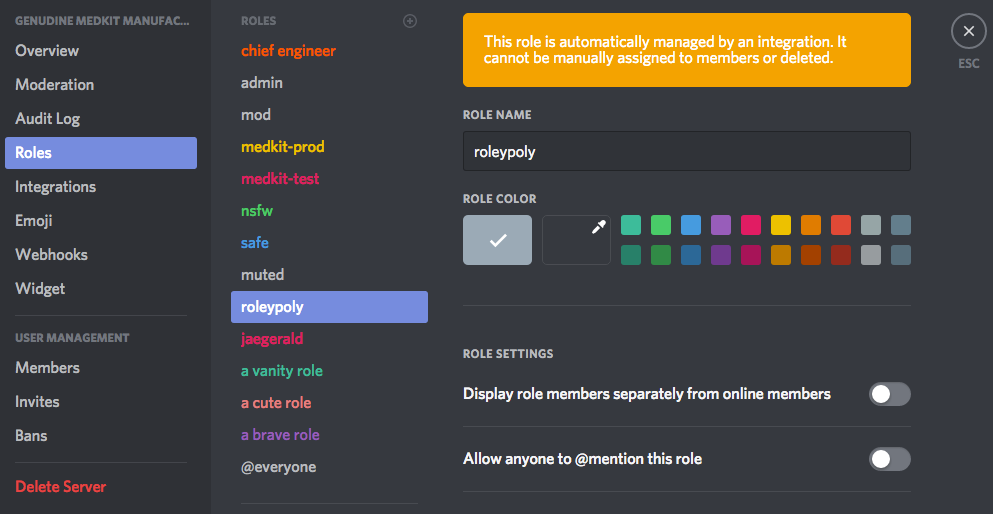 GENUDINE MEDKIT MANUFAC...
Overview
Moderation
Audit Log
Roles
Integrations
Emoji
Webhooks
Widget
USER MANAGEMENT
Members
Invites
Bans
Delete Server
ROLES
chief engineer
admin
mod
medkit-prod
medkit-test
nsfw
safe
muted
roleypoly
jaegerald
a vanity role
a cute role
a brave role
@everyone
This role is automatically managed by an integration. It
cannot be manually assigned to members or deleted.
ROLE NAME
roleypoly
ROLE COLOR
ROLE SETTINGS
Display role members separately from online members
Allow anyone to @mention this role
ESC